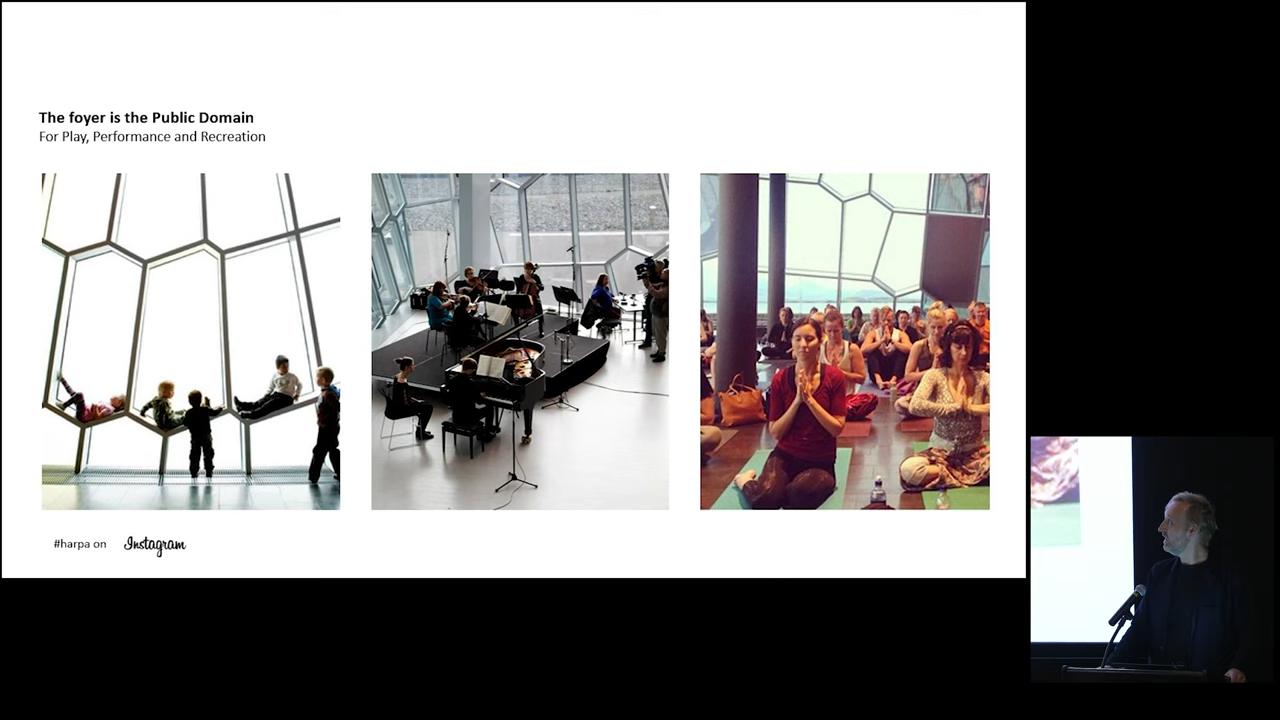 The foyer is the Public Domain
For Play, Performance and Recreation
#harpa on Instagram